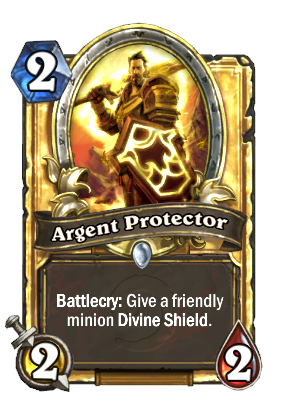 2
Argent Protector
Battlecry: Give a friendly
minion Divine Shield.
2
2